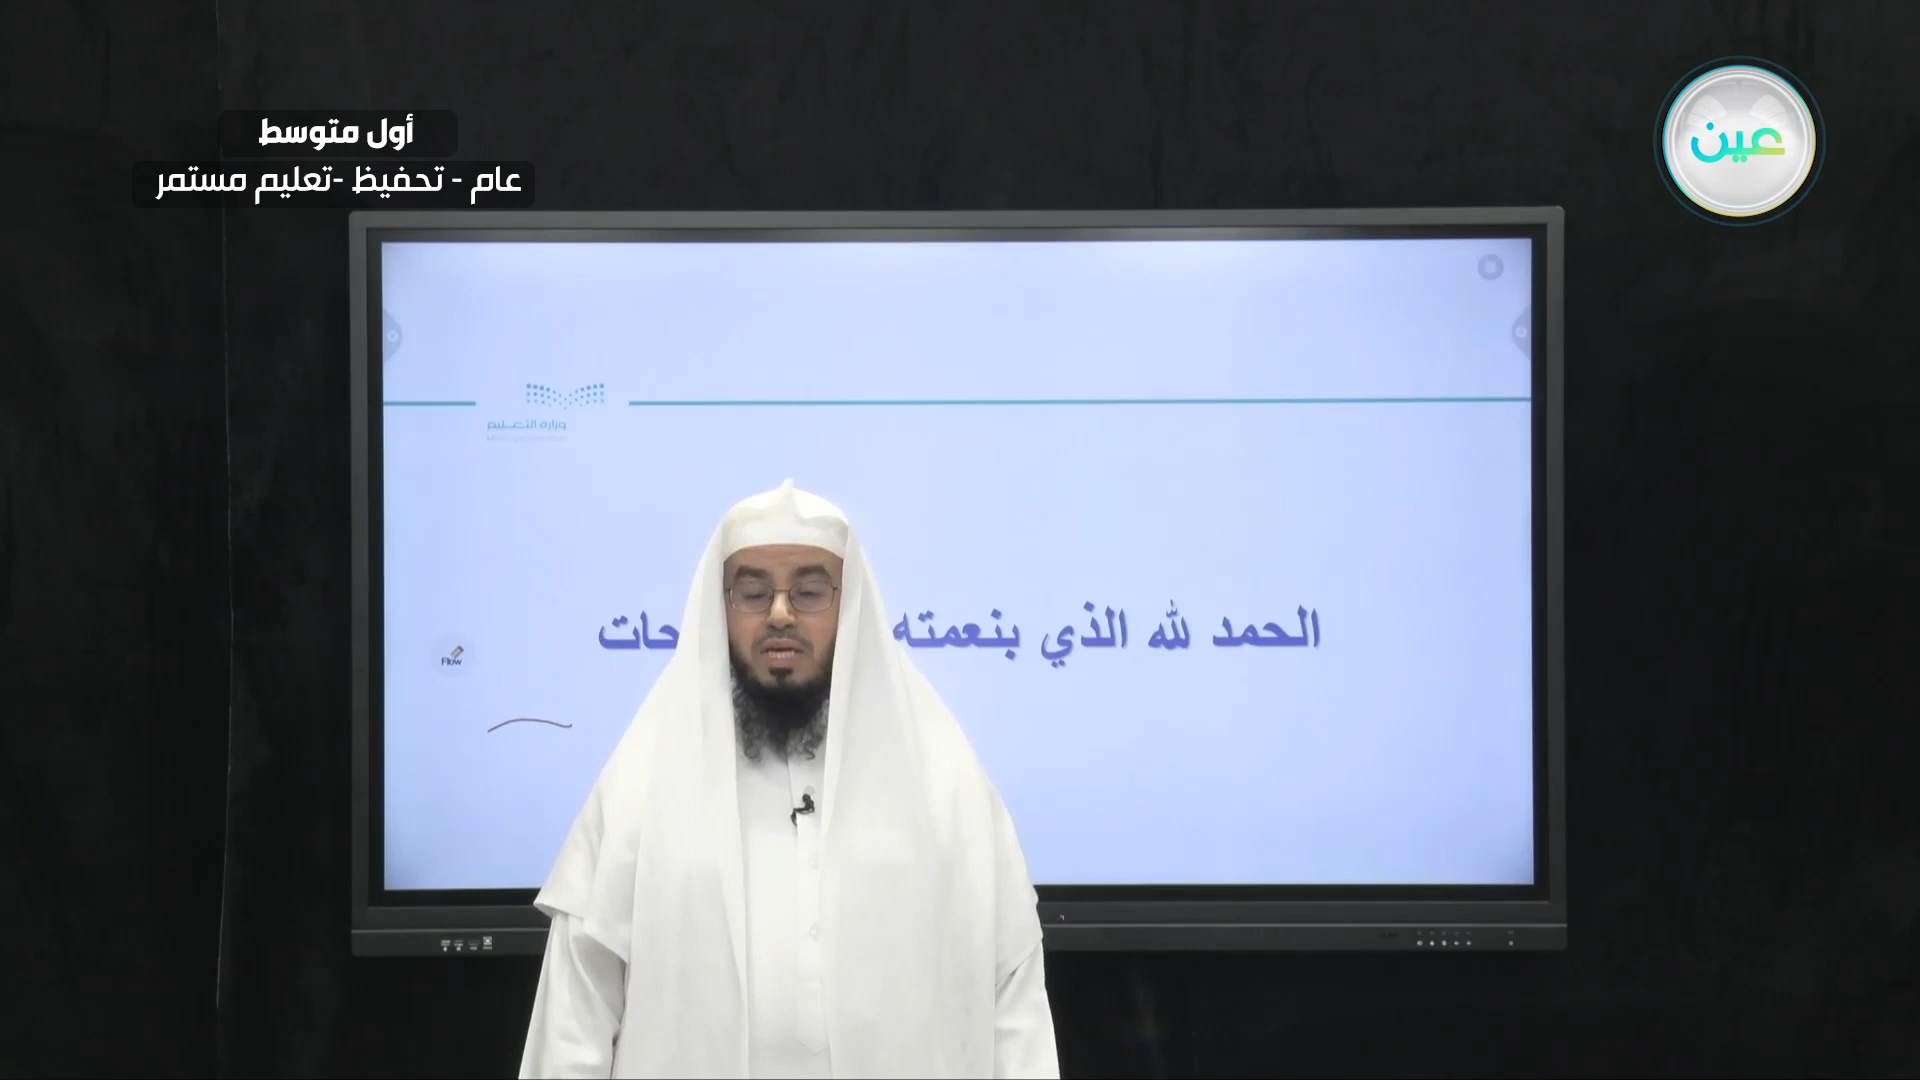 أول متوسط
عام - تحفيظ -تعليم مستمر
عين
وزارة التعليم
الحمد لله الذي بنعمته حات
Flow